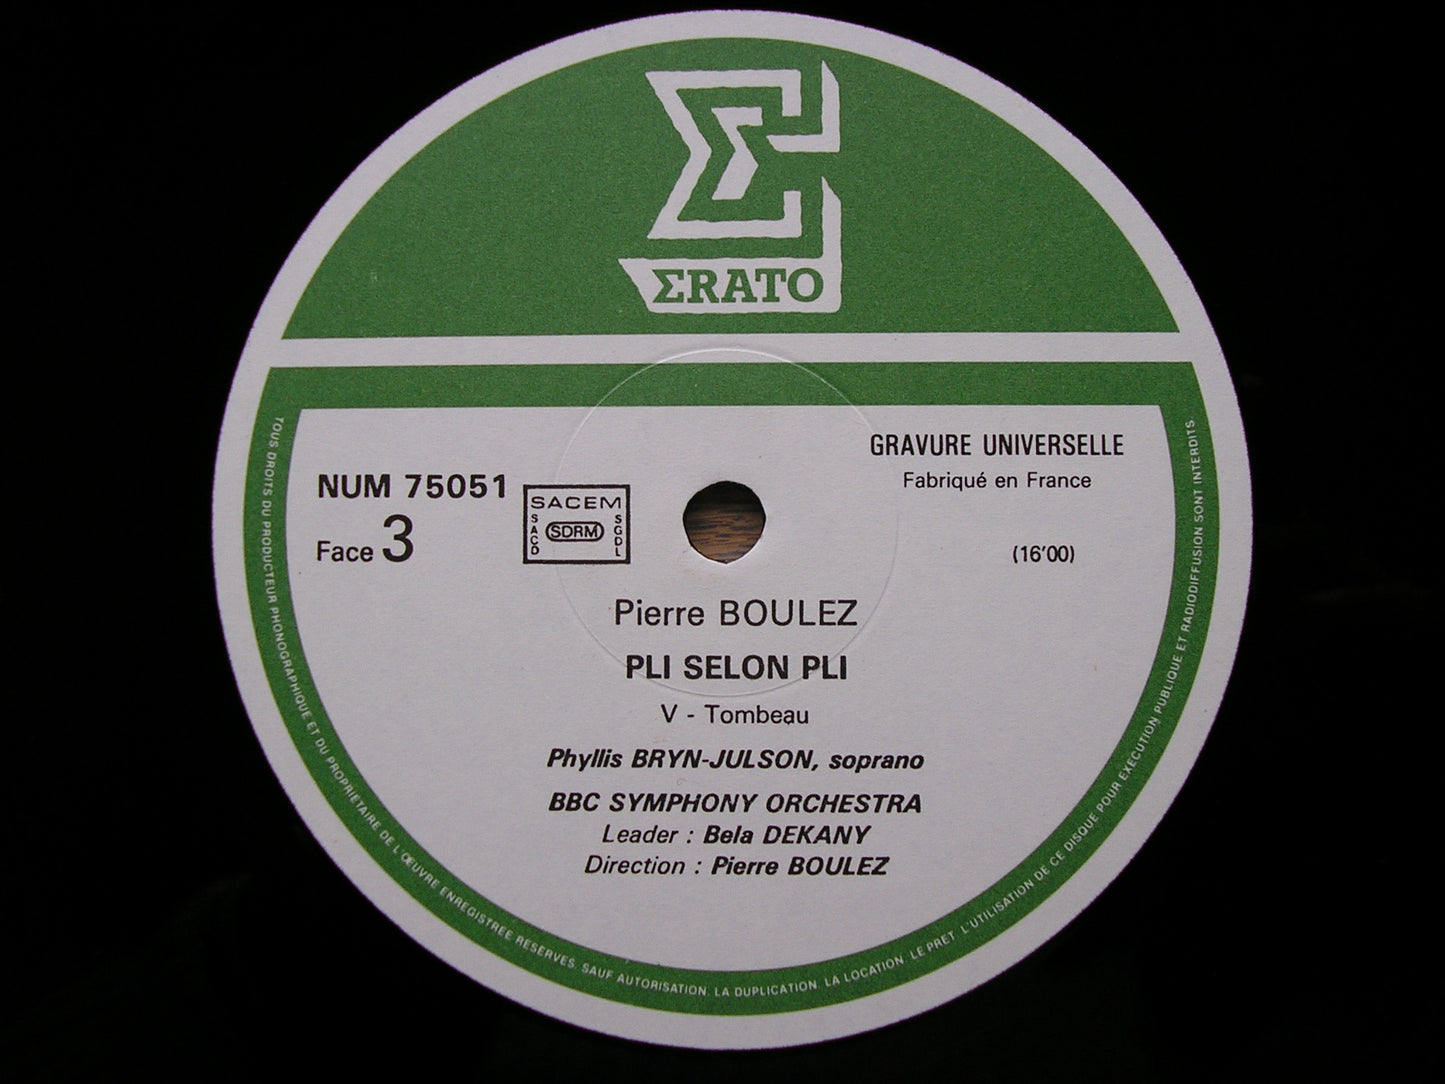 ΣRATO
GRAVURE UNIVERSELLE
Fabriqué en France
NUM 75051
Face 3
SACEM
SACD
SDRM
SGDL
(16'00)
Pierre BOULEZ
PLI SELON PLI
V - Tombeau
Phyllis BRYN-JULSON, soprano
BBC SYMPHONY ORCHESTRA
Leader : Bela DEKANY
Direction : Pierre BOULEZ
TOUS DROITS DU PRODUCTEUR PHONOGRAPHIQUE ET DU PROPRIETAIRE DE L'ŒUVRE ENREGISTREE RESERVES. SAUF AUTORISATION. LA DUPLICATION. LA LOCATION. LE PRET. L'UTILISATION DE CE DISQUE POUR EXECUTION PUBLIQUE ET RADIODIFFUSION SONT INTERDITS